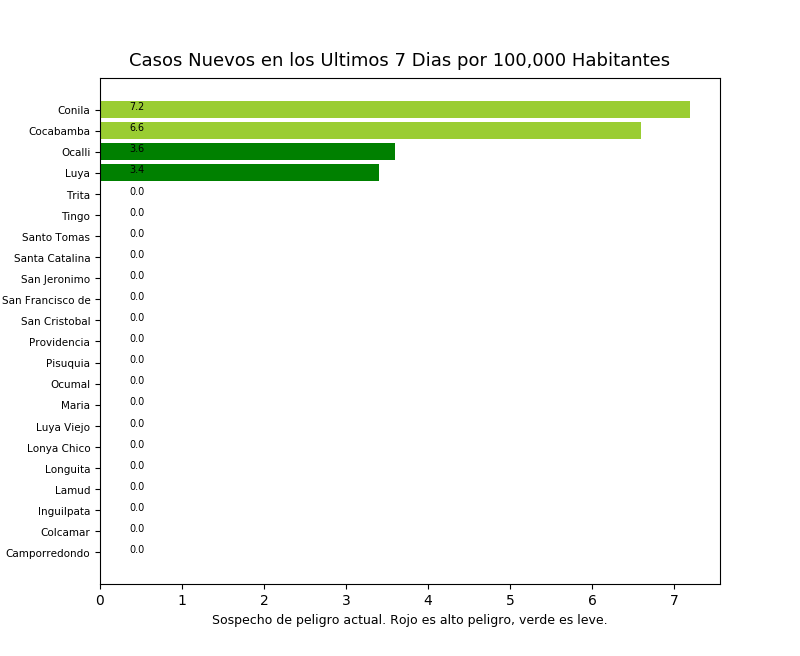 Casos Nuevos en los Ultimos 7 Dias por 100,000 Habitantes
Conila 7.2
Cocabamba 6.6
Ocalli 3.6
Luya 3.4
Trita 0.0
Tingo 0.0
Santo Tomas 0.0
Santa Catalina 0.0
San Jeronimo 0.0
San Francisco de 0.0
San Cristobal 0.0
Providencia 0.0
Pisuquia 0.0
Ocumal 0.0
Maria 0.0
Luya Viejo 0.0
Lonya Chico 0.0
Longuita 0.0
Lamud 0.0
Inguilpata 0.0
Colcamar 0.0
Camporredondo 0.0
0 1 2 3 4 5 6 7
Sospecho de peligro actual. Rojo es alto peligro, verde es leve.